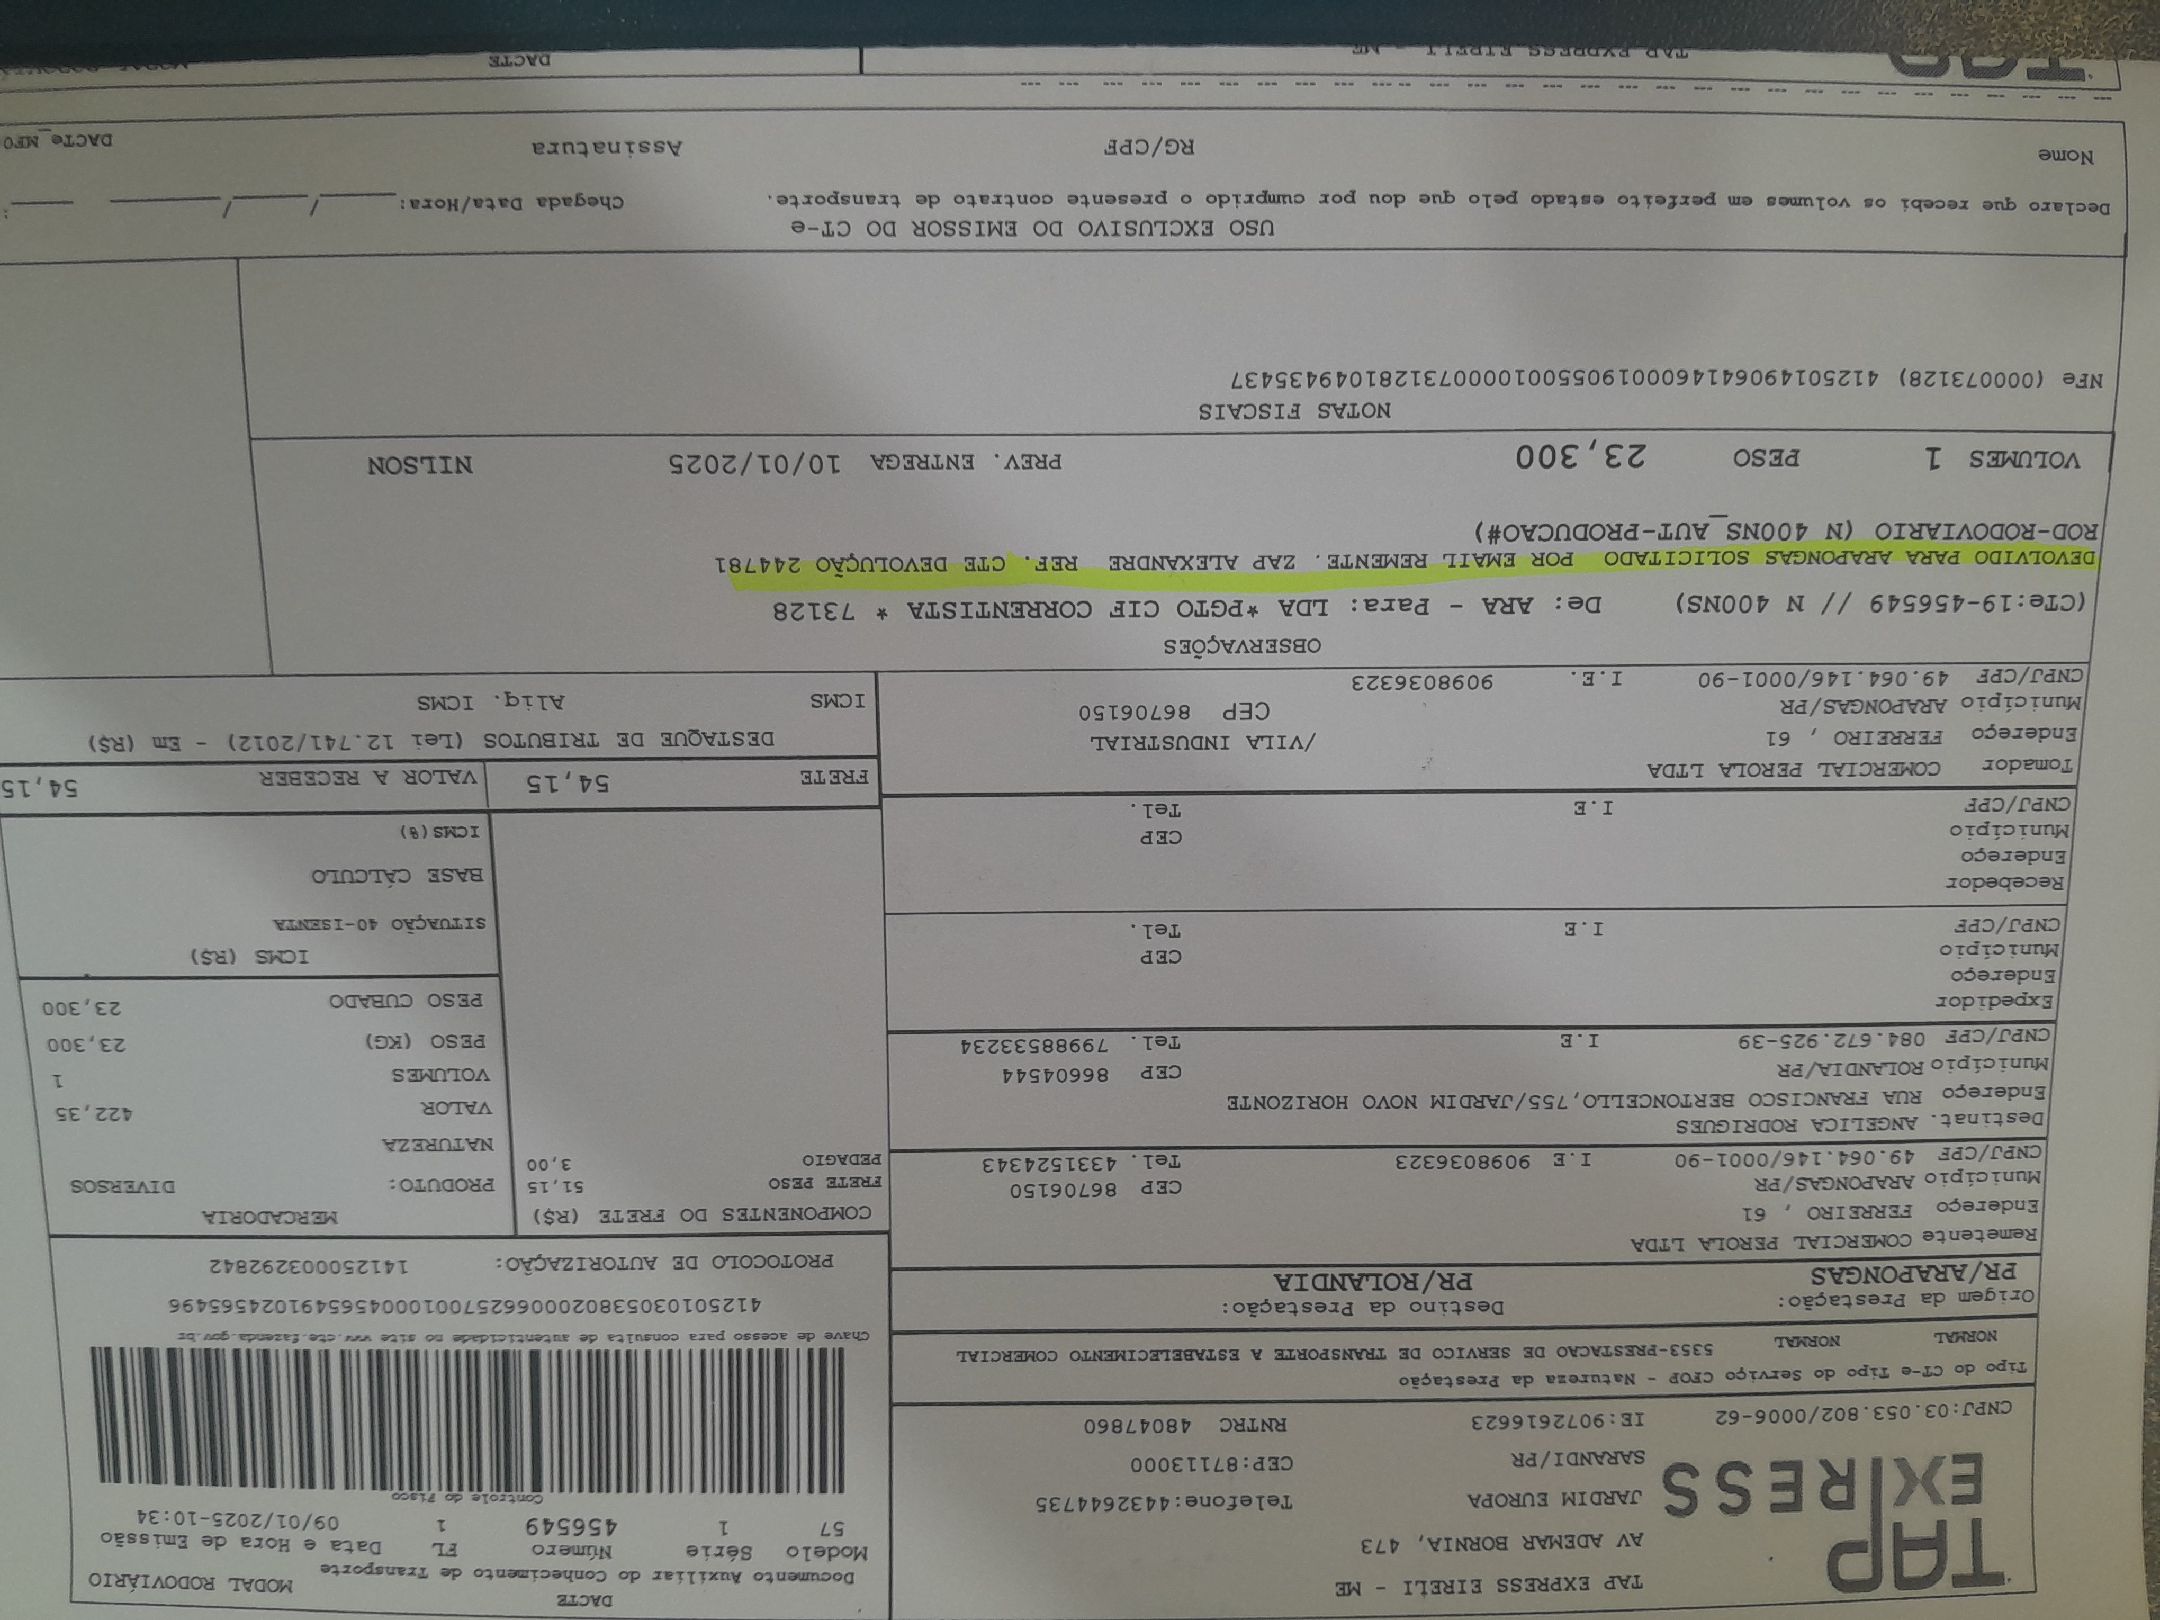 TAP
EXPRESS
TAP EXPRESS EIRELI - ME
AV ADEMAR BORNIA, 473
JARDIM EUROPA
Telefone:4432644735
SARANDI/PR
CEP:87113000
CNPJ:03.053.802/0006-62
IE:9072616623
RNTRC 48047860
DACTE
Documento Auxiliar do Conhecimento de Transporte
MODAL RODOVIÁRIO
Modelo Série Número FL Data e Hora de Emissão
57 1 456549 1 09/01/2025-10:34
Controle do Fisco
Chave de acesso para consulta de autenticidade no site www.cte.fazenda.gov.br
41250103053802000662570010004565491024565496
PROTOCOLO DE AUTORIZAÇÃO: 141250003292842
Tipo do CT-e Tipo do Serviço CFOP - Natureza da Prestação
NORMAL NORMAL 5353-PRESTACAO DE SERVICO DE TRANSPORTE A ESTABELECIMENTO COMERCIAL
Origem da Prestação: Destino da Prestação:
PR/ARAPONGAS PR/ROLANDIA
Remetente COMERCIAL PEROLA LTDA
Endereço FERREIRO , 61
Município ARAPONGAS/PR CEP 86706150
CNPJ/CPF 49.064.146/0001-90 I.E 9098036323 Tel. 4331524343
Destinat. ANGELICA RODRIGUES
Endereço RUA FRANCISCO BERTONCELLO,755/JARDIM NOVO HORIZONTE
Município ROLANDIA/PR CEP 86604544
CNPJ/CPF 084.672.925-39 I.E Tel. 79988533234
Expedidor
Endereço
Município CEP
CNPJ/CPF I.E Tel.
Recebedor
Endereço
Município CEP
CNPJ/CPF I.E Tel.
Tomador COMERCIAL PEROLA LTDA
Endereço FERREIRO , 61 /VILA INDUSTRIAL
Município ARAPONGAS/PR CEP 86706150
CNPJ/CPF 49.064.146/0001-90 I.E. 9098036323
COMPONENTES DO FRETE (R$)
FRETE PESO 51,15
PEDAGIO 3,00
MERCADORIA
PRODUTO: DIVERSOS
NATUREZA
VALOR 422,35
VOLUMES 1
PESO (KG) 23,300
PESO CUBADO 23,300
ICMS (R$)
SITUAÇÃO 40-ISENTA
BASE CÁLCULO
ICMS(%)
FRETE 54,15 VALOR A RECEBER 54,15
DESTAQUE DE TRIBUTOS (Lei 12.741/2012) - Em (R$)
ICMS Aliq. ICMS
OBSERVAÇÕES
(CTe:19-456549 // N 400NS) De: ARA - Para: LDA *PGTO CIF CORRENTISTA * 73128
DEVOLVIDO PARA ARAPONGAS SOLICITADO POR EMAIL REMEMTE. ZAP ALEXANDRE REF. CTE DEVOLUÇÃO 244781
ROD-RODOVIARIO (N 400NS_AUT-PRODUCAO#)
VOLUMES 1 PESO 23,300 PREV. ENTREGA 10/01/2025 NILSON
NOTAS FISCAIS
NFe (000073128) 41250149064146000190550010000731281049435437
USO EXCLUSIVO DO EMISSOR DO CT-e
Declaro que recebi os volumes em perfeito estado pelo que dou por cumprido o presente contrato de transporte. Chegada Data/Hora: ____/____/____ ____:
Nome RG/CPF Assinatura DACTe_MF0
TAP
TAP EXPRESS EIRELI - ME
DACTE